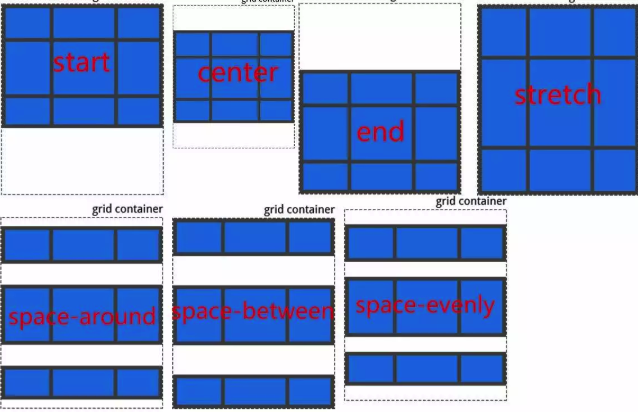 grid container
start
center
end
stretch
grid container
grid container
grid container
space-around
space-between
space-evenly